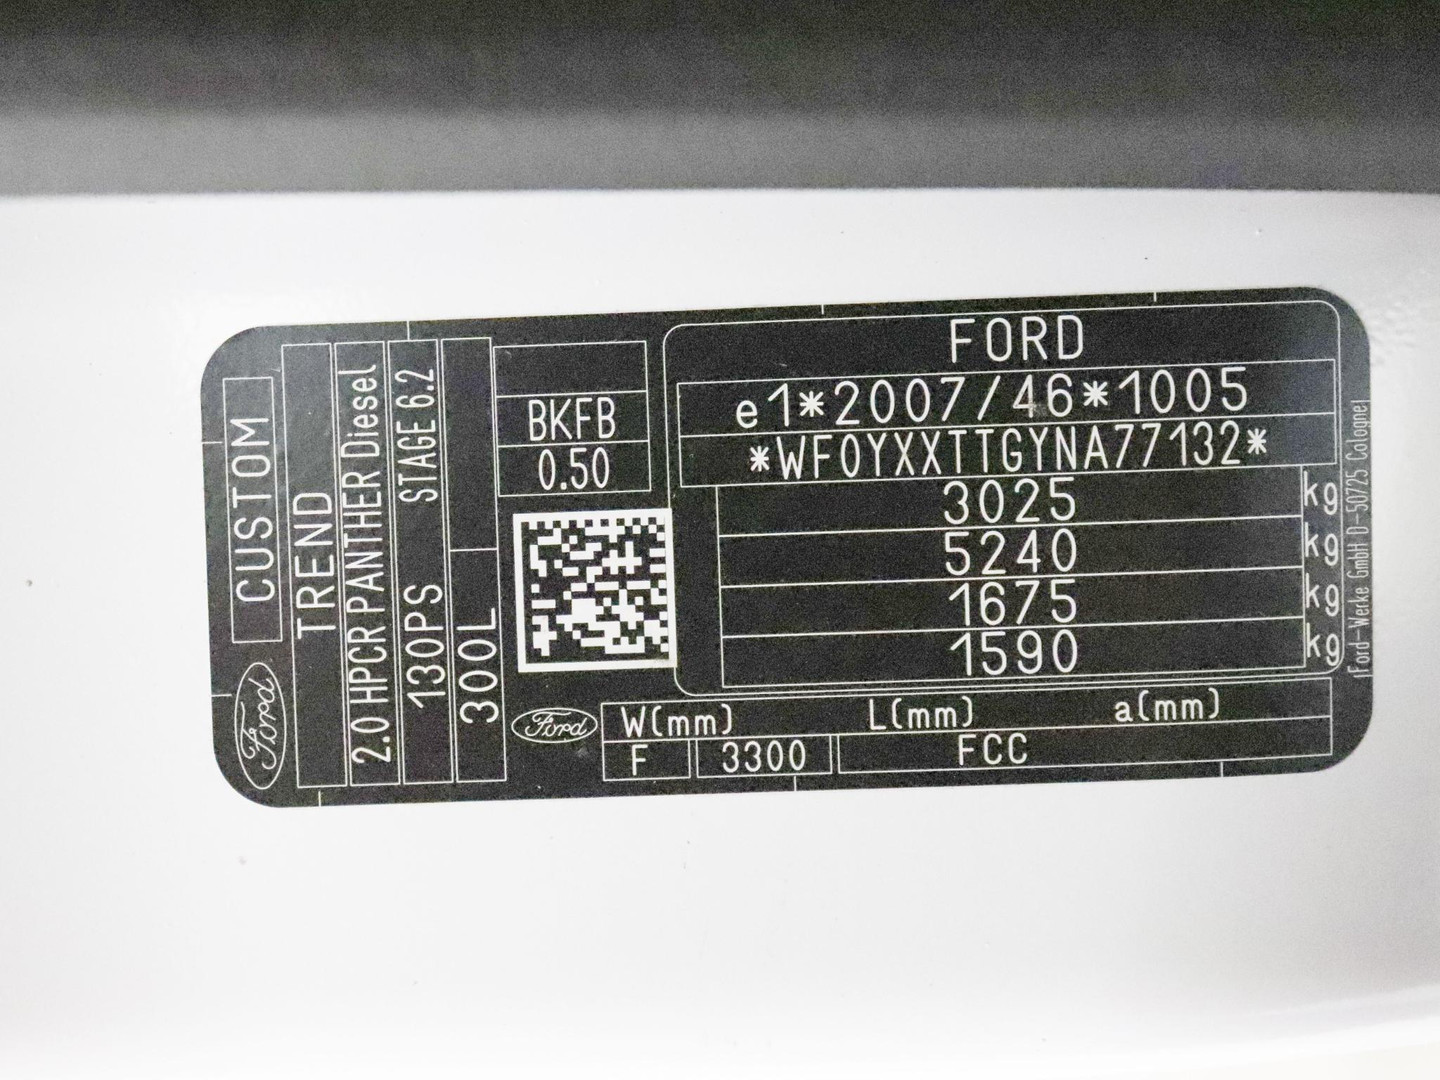 FORD
e1*2007/46*1005
*WF0YXXTTGYNA77132*
3025 kg
5240 kg
1675 kg
1590 kg
W(mm) L(mm) a(mm)
F 3300 FCC
BKFB
0.50
Ford
Ford CUSTOM
TREND
2.0 HPCR PANTHER Diesel
130PS STAGE 6.2
300L
Ford-Werke GmbH D-50725 Cologne